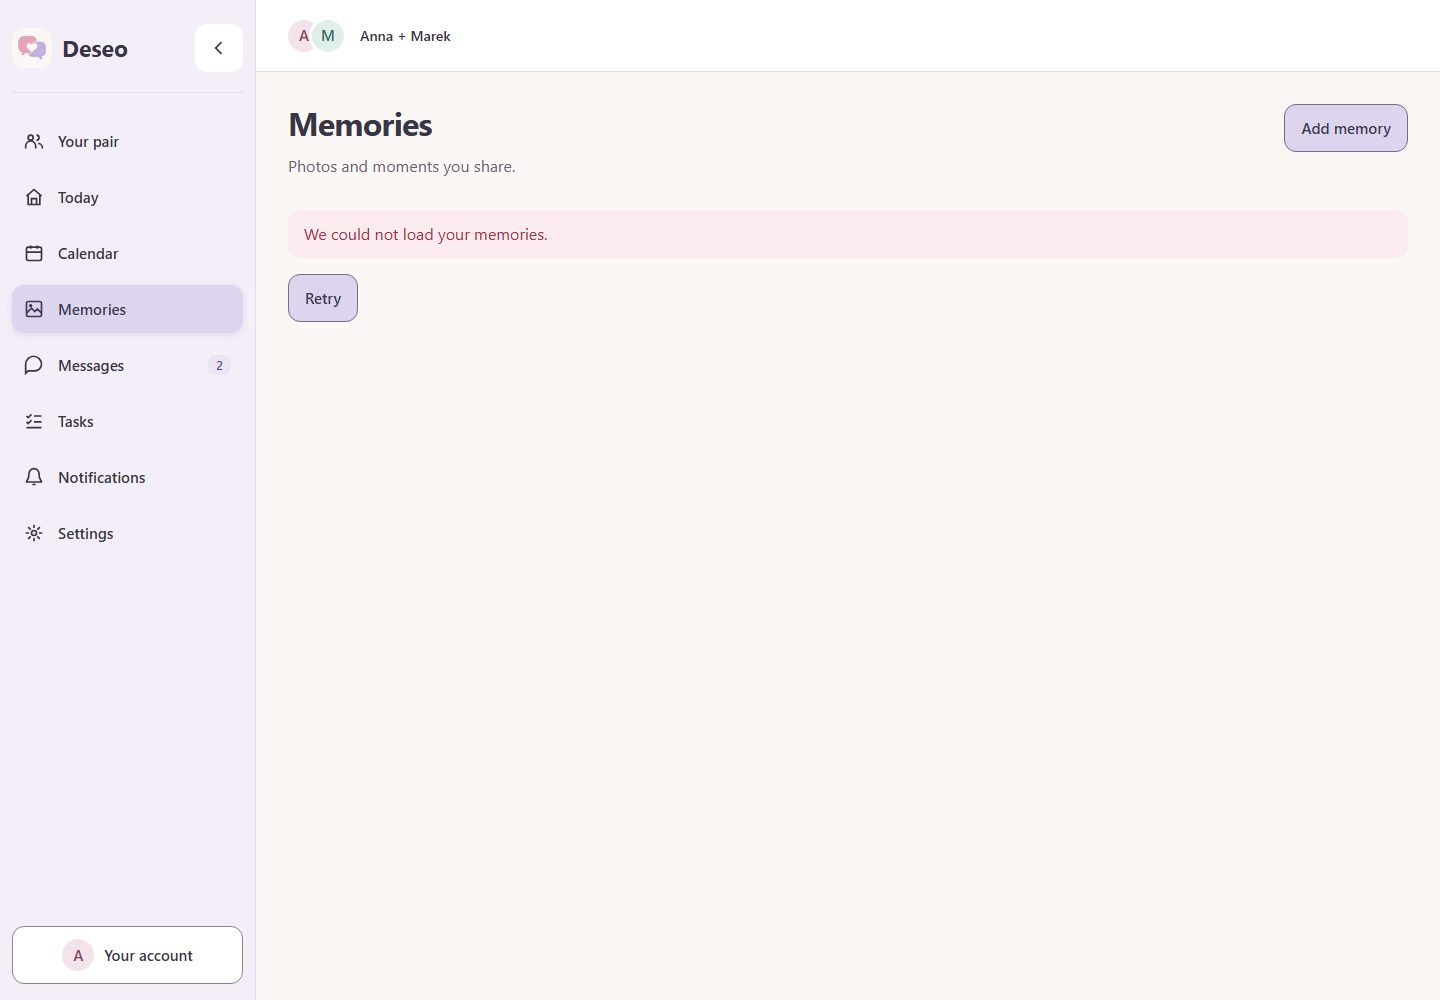 Deseo
Your pair
Today
Calendar
Memories
Messages 2
Tasks
Notifications
Settings
A Your account
A M Anna + Marek
Memories
Photos and moments you share.
Add memory
We could not load your memories.
Retry